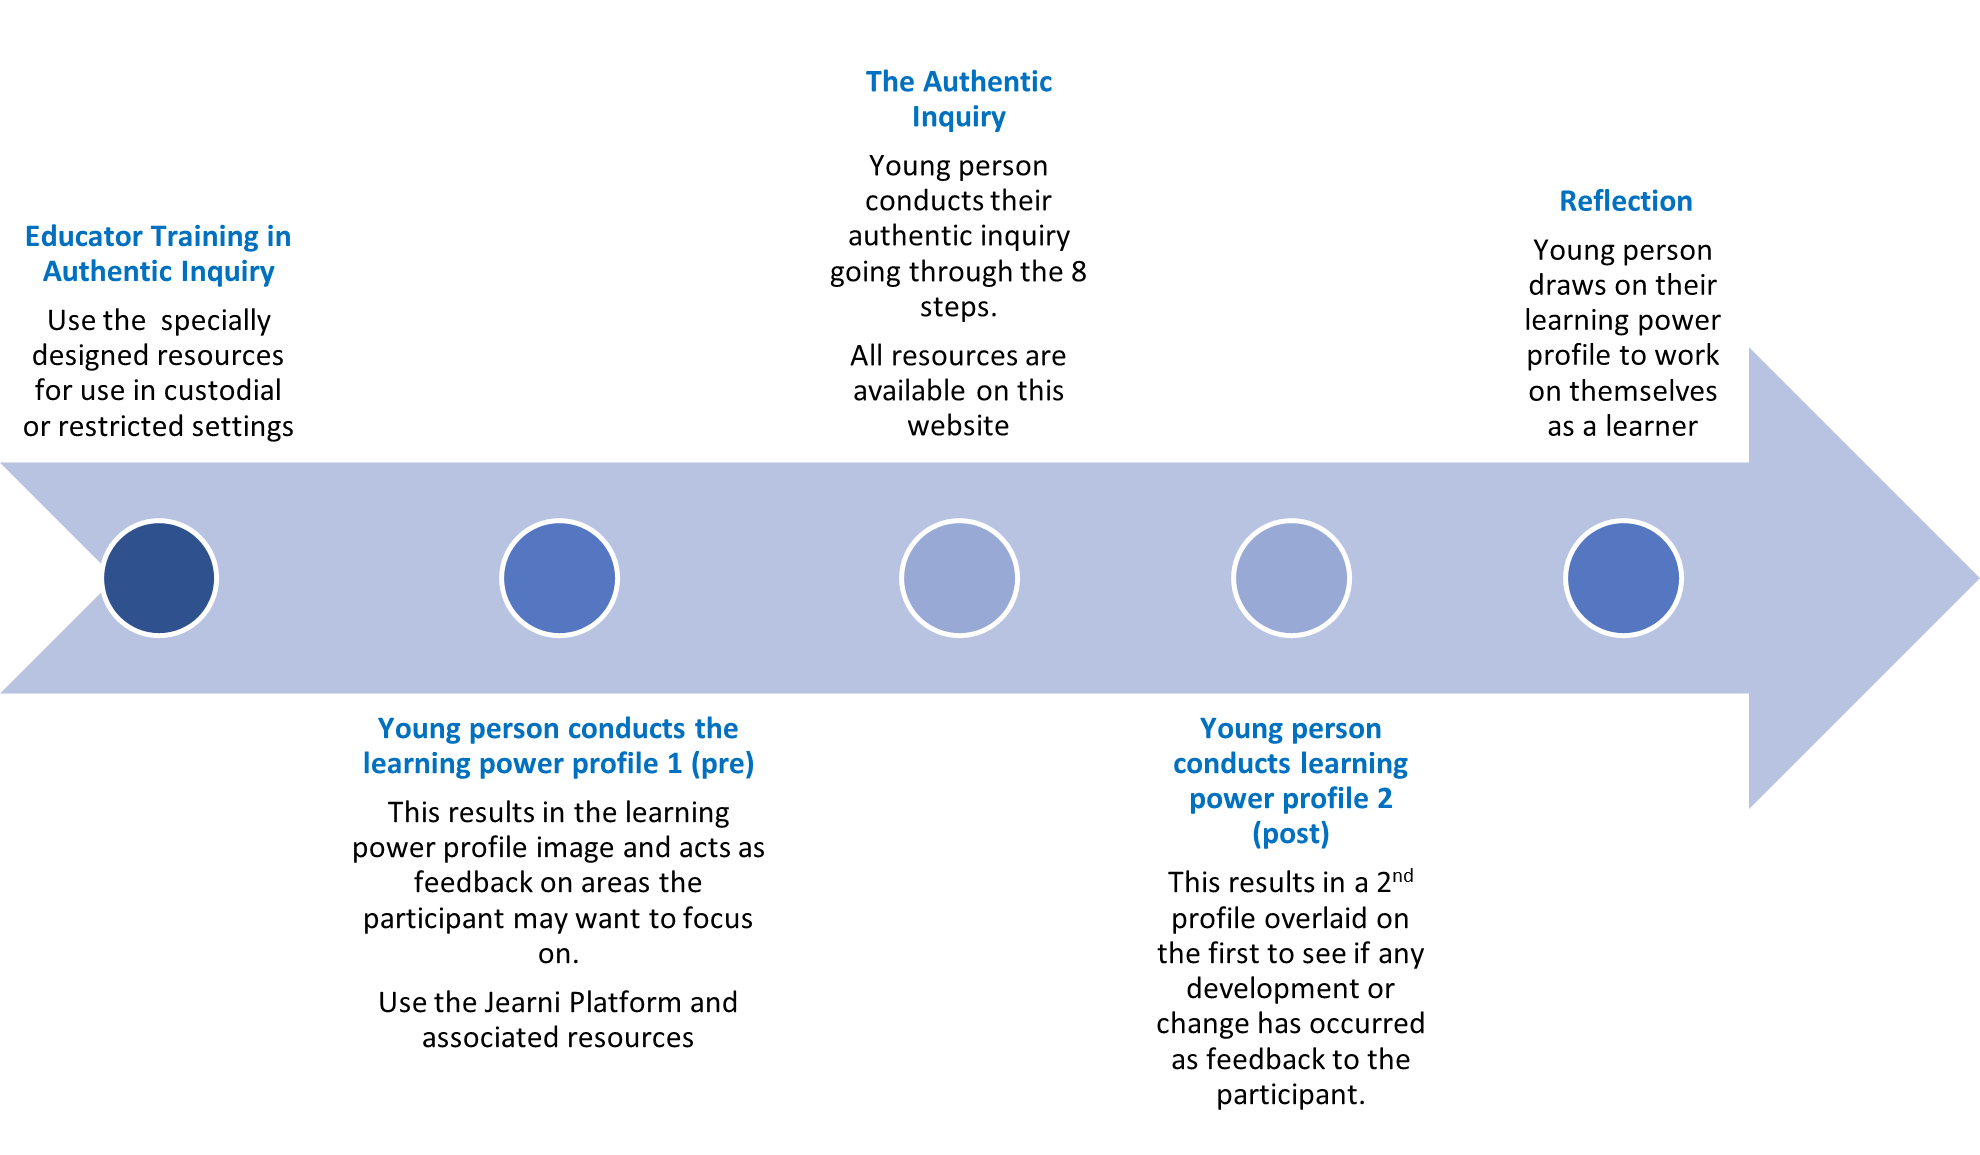 Educator Training in
Authentic Inquiry
Use the  specially
designed resources
for use in custodial
or restricted settings
Young person conducts the
learning power profile 1 (pre)
This results in the learning
power profile image and acts as
feedback on areas the
participant may want to focus
on.
Use the Jearni Platform and
associated resources
The Authentic
Inquiry
Young person
conducts their
authentic inquiry
going through the 8
steps.
All resources are
available on this
website
Young person
conducts learning
power profile 2
(post)
This results in a 2nd
profile overlaid on
the first to see if any
development or
change has occurred
as feedback to the
participant.
Reflection
Young person
draws on their
learning power
profile to work
on themselves
as a learner